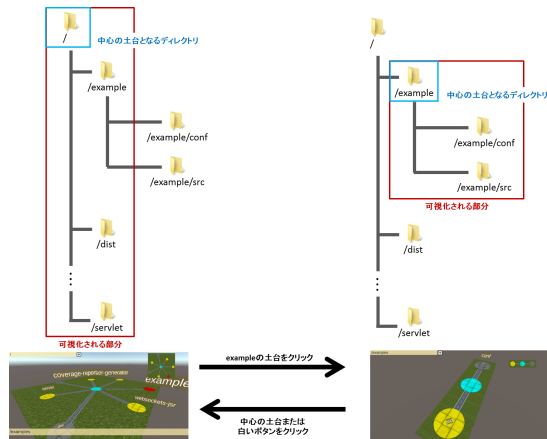 /
中心の土台となるディレクトリ
/example
/example/conf
/example/src
/dist
/servlet
可視化される部分
/
/example
中心の土台となるディレクトリ
/example/conf
/example/src
可視化される部分
/dist
/servlet
coverage-reporter-generator
example
websockets-jsr
/examples
exampleの土台をクリック
中心の土台または
白いボタンをクリック
/examples
conf